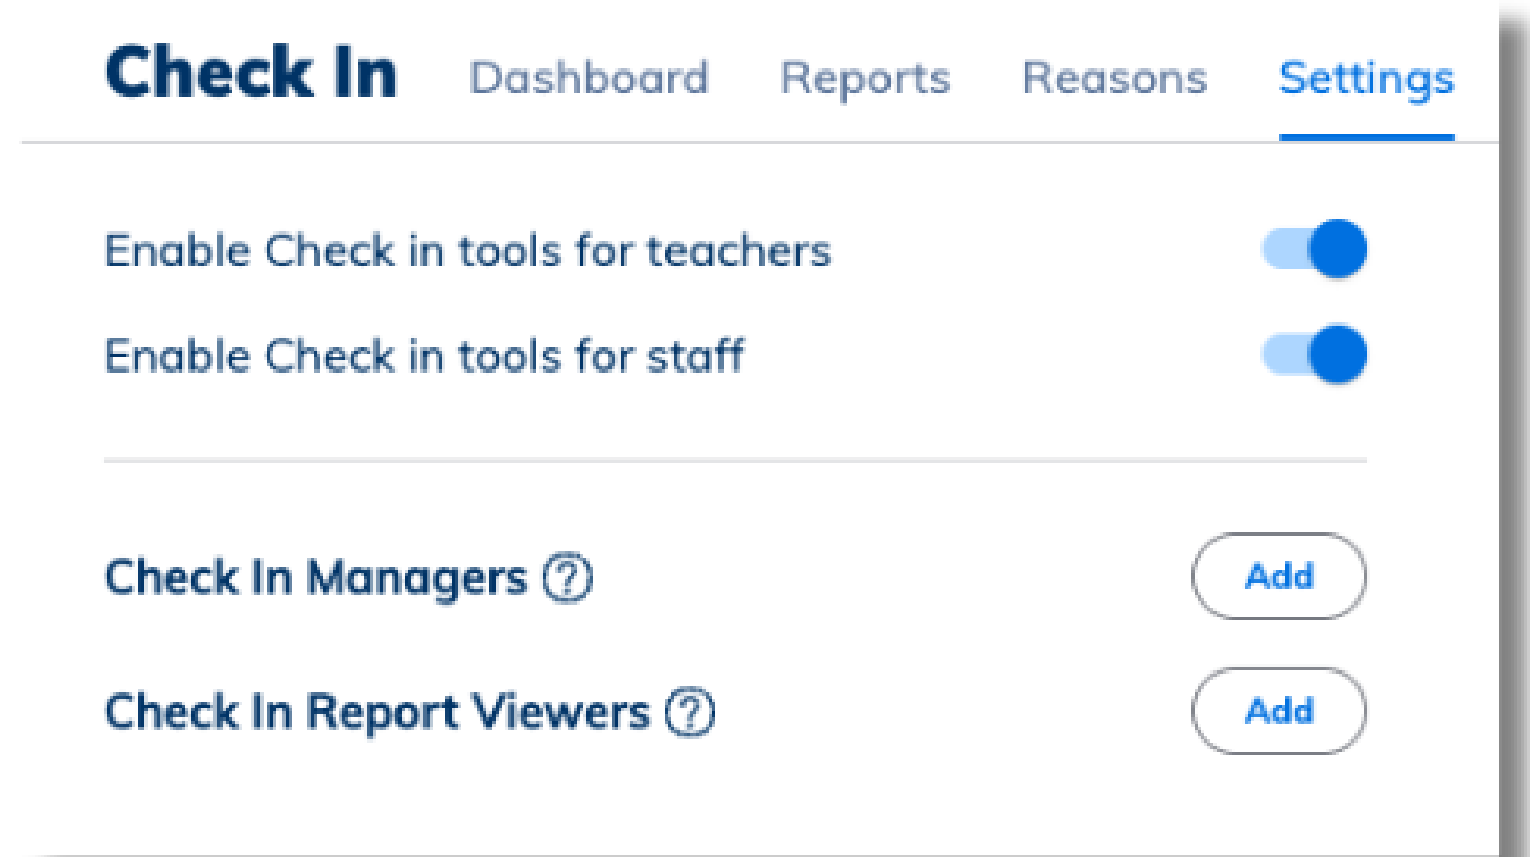 Check In Dashboard Reports Reasons Settings
Enable Check in tools for teachers
Enable Check in tools for staff
Check In Managers ? Add
Check In Report Viewers ? Add